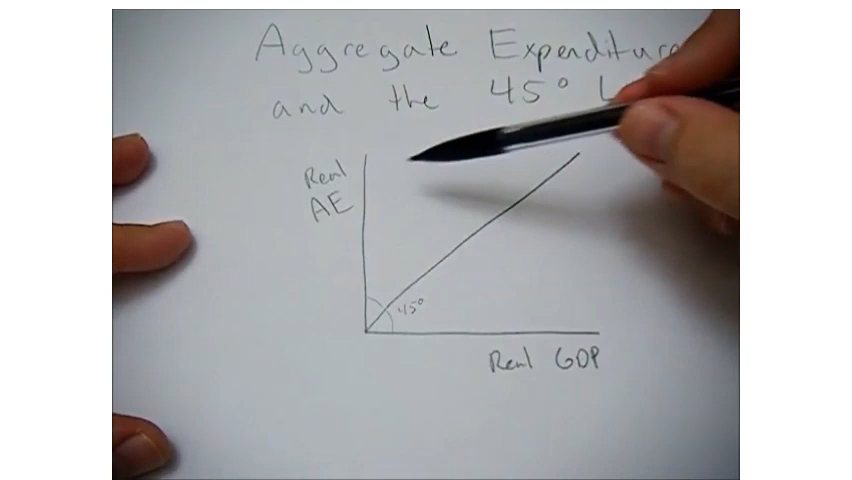 Aggregate Expenditure
and the 45° L
Real
AE
45°
Real GDP